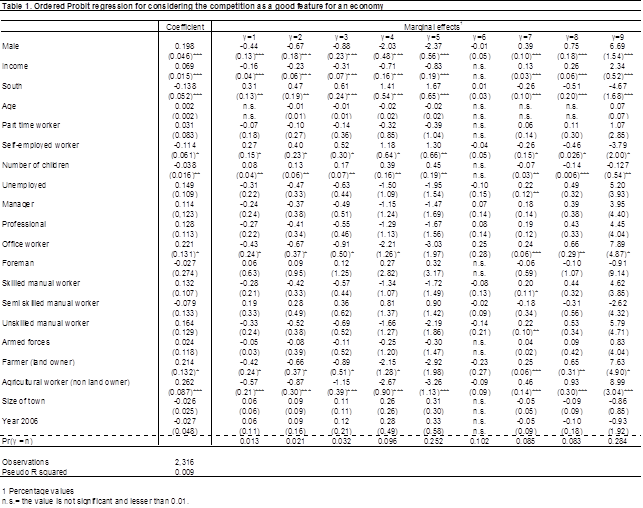 Table 1. Ordered Probit regression for considering the competition as a good feature for an economy
Coefficient Marginal effects¹
y=1 y=2 y=3 y=4 y=5 y=6 y=7 y=8 y=9
Male 0.198 -0.44 -0.67 -0.88 -2.03 -2.37 -0.01 0.39 0.75 6.69
(0.046)*** (0.13)*** (0.18)*** (0.23)*** (0.48)*** (0.56)*** (0.05) (0.10)*** (0.18)*** (1.54)***
Income 0.069 -0.16 -0.23 -0.31 -0.71 -0.83 n.s. 0.13 0.26 2.34
(0.015)*** (0.04)*** (0.06)*** (0.07)*** (0.16)*** (0.19)*** n.s. (0.03)*** (0.06)*** (0.52)***
South -0.138 0.31 0.47 0.61 1.41 1.67 0.01 -0.26 -0.51 -4.67
(0.052)*** (0.13)** (0.19)** (0.24)** (0.54)*** (0.65)*** (0.03) (0.10)*** (0.20)*** (1.68)***
Age 0.002 n.s. -0.01 -0.01 -0.02 -0.02 n.s. n.s. n.s. 0.07
(0.002) n.s. (0.01) (0.01) (0.02) (0.02) n.s. n.s. n.s. (0.07)
Part time worker 0.031 -0.07 -0.10 -0.14 -0.32 -0.39 n.s. 0.06 0.11 1.07
(0.083) (0.18) (0.27) (0.36) (0.85) (1.04) n.s. (0.14) (0.30) (2.85)
Self-employed worker -0.114 0.27 0.40 0.52 1.18 1.30 -0.04 -0.26 -0.46 -3.79
(0.061)* (0.15)* (0.23)* (0.30)* (0.64)* (0.66)** (0.05) (0.15)* (0.026)* (2.00)*
Number of children -0.038 0.08 0.13 0.17 0.39 0.45 n.s. -0.07 -0.14 -0.127
(0.016)** (0.04)** (0.06)** (0.07)** (0.16)** (0.19)** n.s. (0.03)** (0.006)** (0.54)**
Unemployed 0.149 -0.31 -0.47 -0.63 -1.50 -1.95 -0.10 0.22 0.49 5.20
(0.109) (0.22) (0.33) (0.44) (1.09) (1.54) (0.15) (0.12)** (0.32) (3.93)
Manager 0.114 -0.24 -0.37 -0.49 -1.15 -1.47 0.07 0.18 0.39 3.95
(0.123) (0.24) (0.38) (0.51) (1.24) (1.69) (0.14) (0.14) (0.38) (4.40)
Professional 0.128 -0.27 -0.41 -0.55 -1.29 -1.67 0.08 0.19 0.43 4.45
(0.113) (0.22) (0.34) (0.46) (1.13) (1.56) (0.14) (0.12) (0.33) (4.04)
Office worker 0.221 -0.43 -0.67 -0.91 -2.21 -3.03 0.25 0.24 0.66 7.89
(0.131)* (0.24)* (0.37)* (0.50)* (1.26)* (1.97) (0.28) (0.06)*** (0.29)** (4.87)*
Foreman -0.027 0.06 0.09 0.12 0.27 0.32 n.s. -0.06 -0.10 -0.91
(0.274) (0.63) (0.95) (1.25) (2.82) (3.17) n.s. (0.59) (1.07) (9.14)
Skilled manual worker 0.132 -0.28 -0.42 -0.57 -1.34 -1.72 -0.08 0.20 0.44 4.62
(0.107) (0.21) (0.33) (0.44) (1.07) (1.49) (0.13) (0.11)* (0.32) (3.85)
Semi skilled manual worker -0.079 0.19 0.28 0.36 0.81 0.90 -0.02 -0.18 -0.31 -2.62
(0.133) (0.33) (0.49) (0.62) (1.37) (1.42) (0.09) (0.34) (0.56) (4.32)
Unskilled manual worker 0.164 -0.33 -0.52 -0.69 -1.66 -2.19 -0.14 0.22 0.53 5.79
(0.129) (0.24) (0.38) (0.52) (1.27) (1.86) (0.21) (0.10)** (0.34) (4.71)
Armed forces 0.024 -0.05 -0.08 -0.11 -0.25 -0.30 n.s. 0.04 0.09 0.83
(0.118) (0.03) (0.39) (0.52) (1.20) (1.47) n.s. (0.02) (0.42) (4.04)
Farmer (land owner) 0.214 -0.42 -0.66 -0.89 -2.15 -2.92 -0.23 0.25 0.65 7.63
(0.132)* (0.24)* (0.37)* (0.51)* (1.28)* (1.98) (0.27) (0.06)*** (0.31)** (4.90)*
Agricultural worker (non land owner) 0.262 -0.57 -0.87 -1.15 -2.67 -3.26 -0.09 0.46 0.93 8.99
(0.087)*** (0.21)*** (0.30)*** (0.39)*** (0.90)*** (1.13)*** (0.09) (0.14)*** (0.30)*** (3.04)***
Size of town -0.026 0.06 0.09 0.11 0.26 0.31 n.s. -0.05 -0.09 -0.86
(0.025) (0.06) (0.09) (0.11) (0.26) (0.30) n.s. (0.05) (0.09) (0.85)
Year 2006 -0.027 0.06 0.09 0.12 0.28 0.33 n.s. -0.05 -0.10 -0.93
(0.048) (0.11) (0.16) (0.21) (0.49) (0.58) n.s. (0.09) (0.18) (1.92)
Pr(y =n) 0.013 0.021 0.032 0.096 0.252 0.102 0.085 0.083 0.284
Observations 2,316
Pseudo R squared 0.009
1 Percentage values
n.s.= the value is not significant and lesser than 0.01.